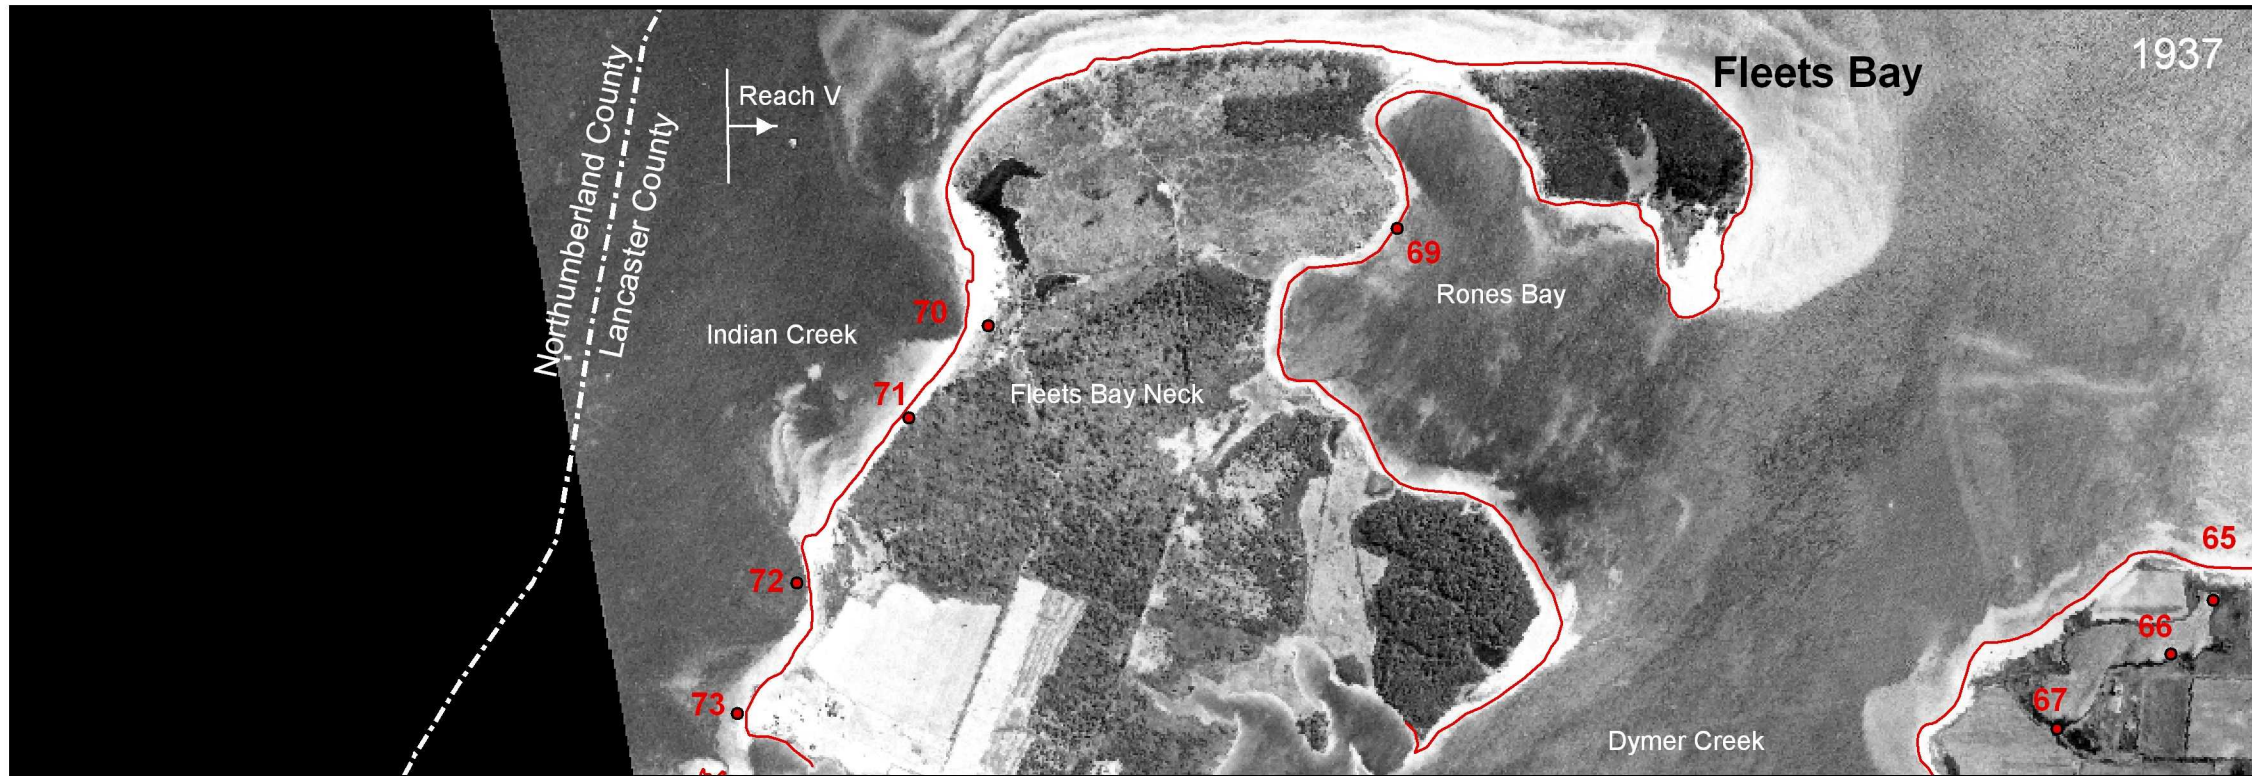 1937
Fleets Bay
Reach V
Northumberland County
Lancaster County
69
Rones Bay
70
Indian Creek
71
Fleets Bay Neck
65
72
66
67
73
Dymer Creek